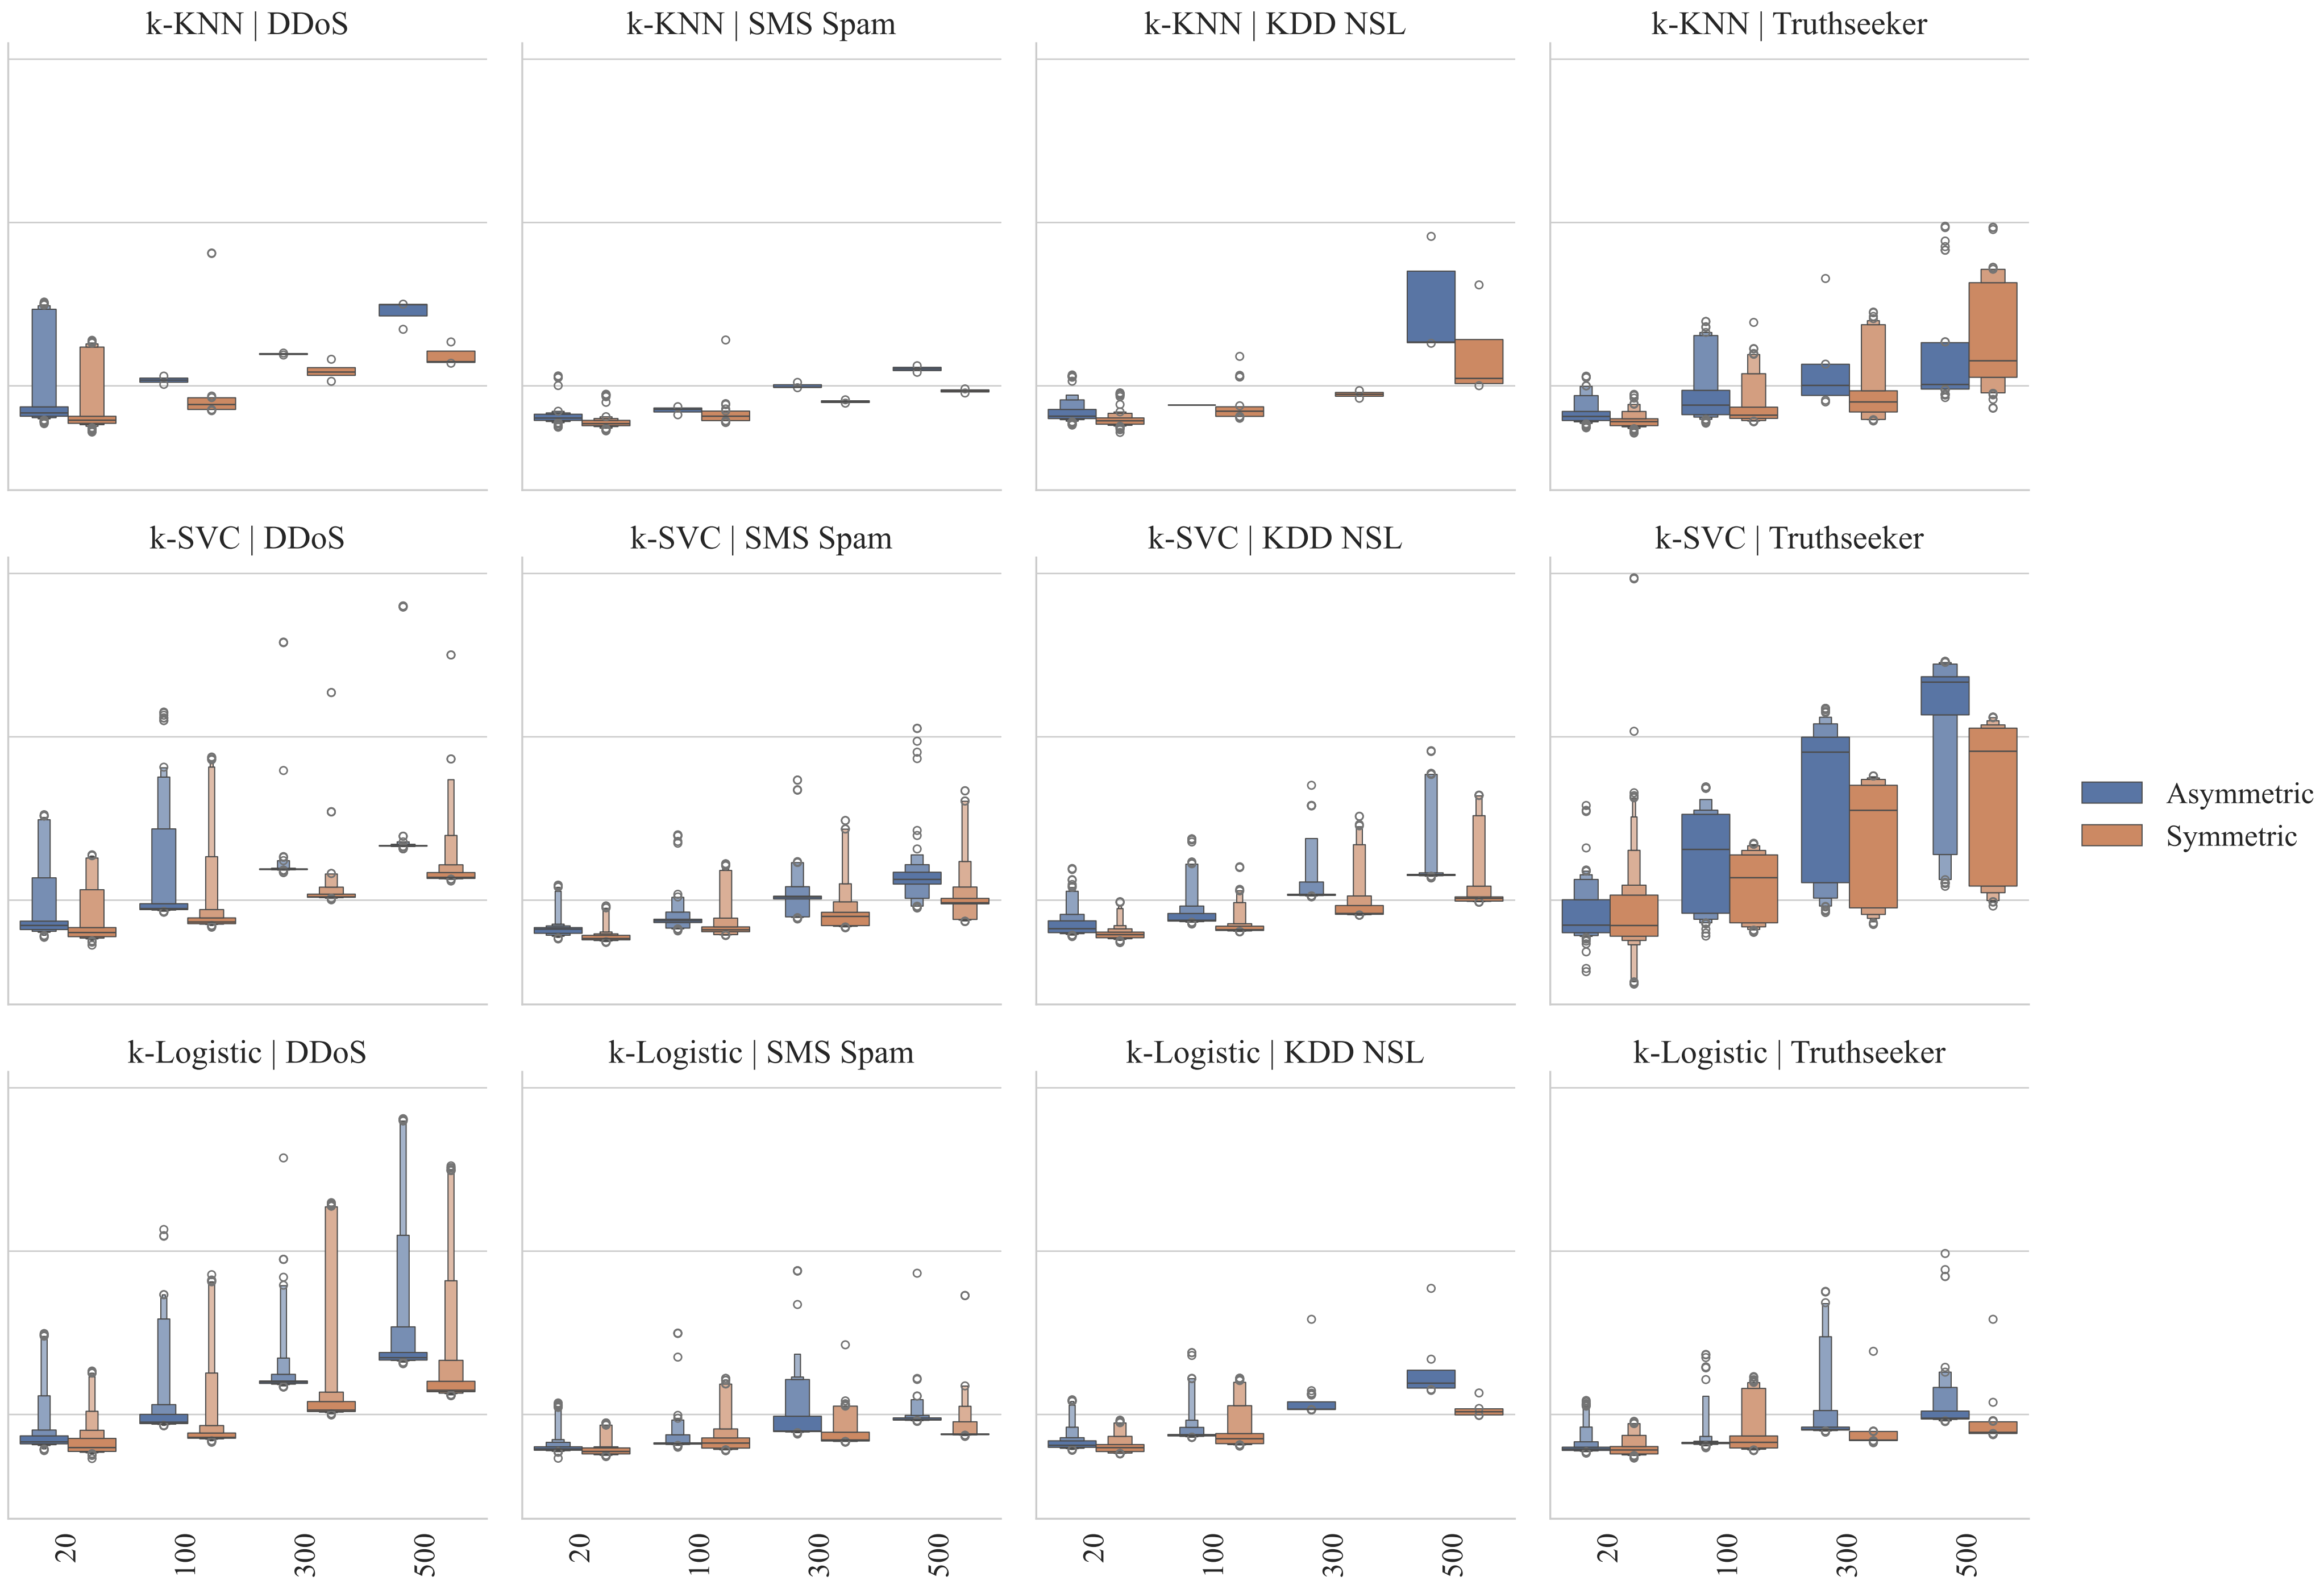 k-KNN | DDoS
k-KNN | SMS Spam
k-KNN | KDD NSL
k-KNN | Truthseeker
k-SVC | DDoS
k-SVC | SMS Spam
k-SVC | KDD NSL
k-SVC | Truthseeker
Asymmetric
Symmetric
k-Logistic | DDoS
k-Logistic | SMS Spam
k-Logistic | KDD NSL
k-Logistic | Truthseeker
20
100
300
500
20
100
300
500
20
100
300
500
20
100
300
500